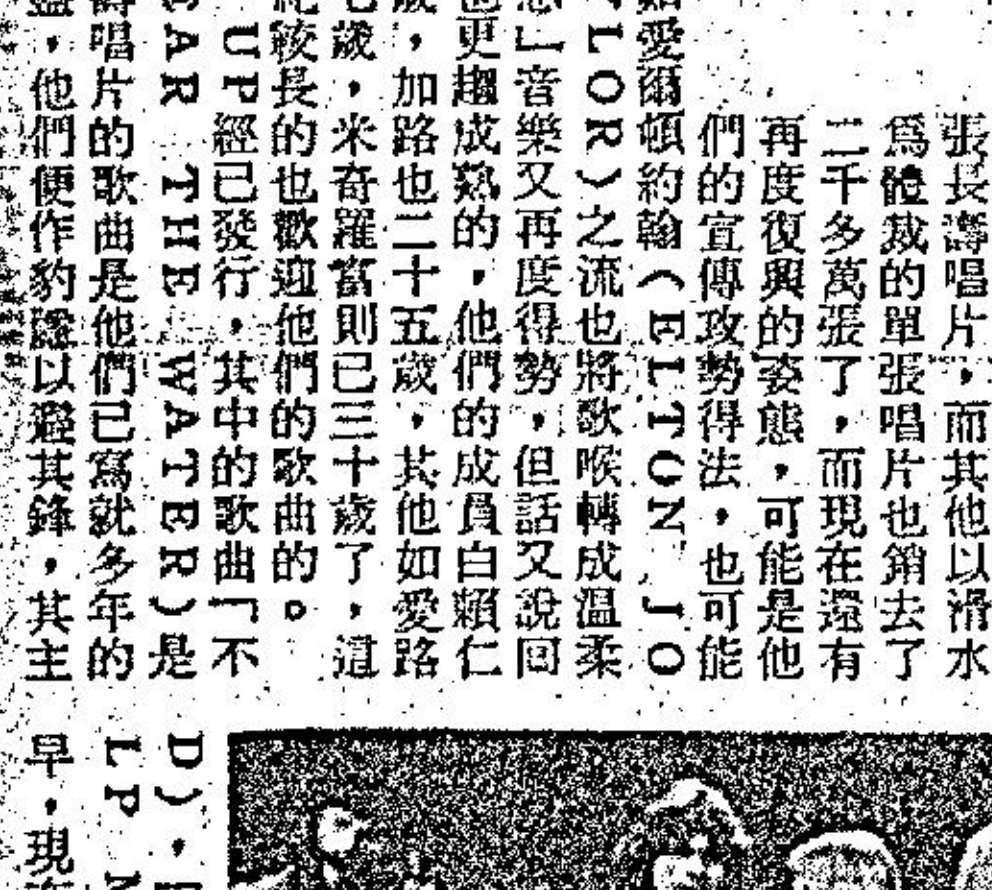 張長壽唱片，而其他以滑水
爲體裁的單張唱片也銷去了
二千多萬張了，而現在還有
再度復興的姿態，可能是他
們的宣傳攻勢得法，也可能
如愛爾頓約翰（ELTON JO
LOR）之流也將歌喉轉成溫柔
」音樂又再度得勢，但話又說回
也更趨成熟的，他們的成員白賴仁
歲，加路也二十五歲，其他如愛路
歲，米奇羅富則已三十歲了，這
紀較長的也歡迎他們的歌曲的。
UP經已發行，其中的歌曲「不
EAR THE WATER）是
壽唱片的歌曲是他們已寫就多年的
，他們便作豹隱以避其鋒，其主
D），
LP N
早，現